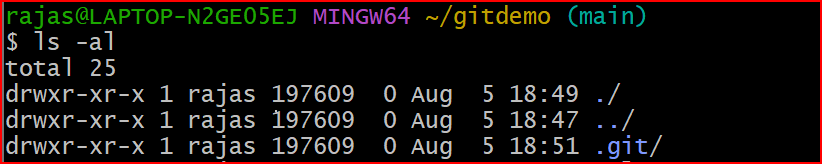 rajas@LAPTOP-N2GE05EJ MINGW64 ~/gitdemo (main)
$ ls -al
total 25
drwxr-xr-x 1 rajas 197609  0 Aug  5 18:49 ./
drwxr-xr-x 1 rajas 197609  0 Aug  5 18:47 ../
drwxr-xr-x 1 rajas 197609  0 Aug  5 18:51 .git/